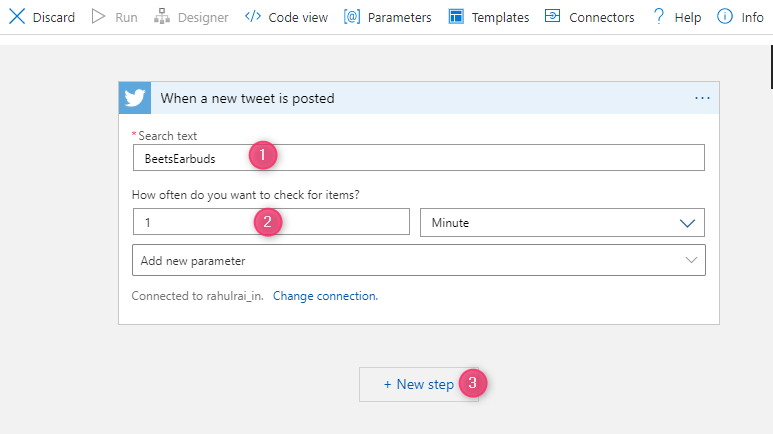 Discard Run Designer </> Code view [@] Parameters Templates Connectors ? Help Info
When a new tweet is posted ...
* Search text
BeetsEarbuds 1
How often do you want to check for items?
1 2 Minute
Add new parameter
Connected to rahulrai_in. Change connection.
+ New step 3